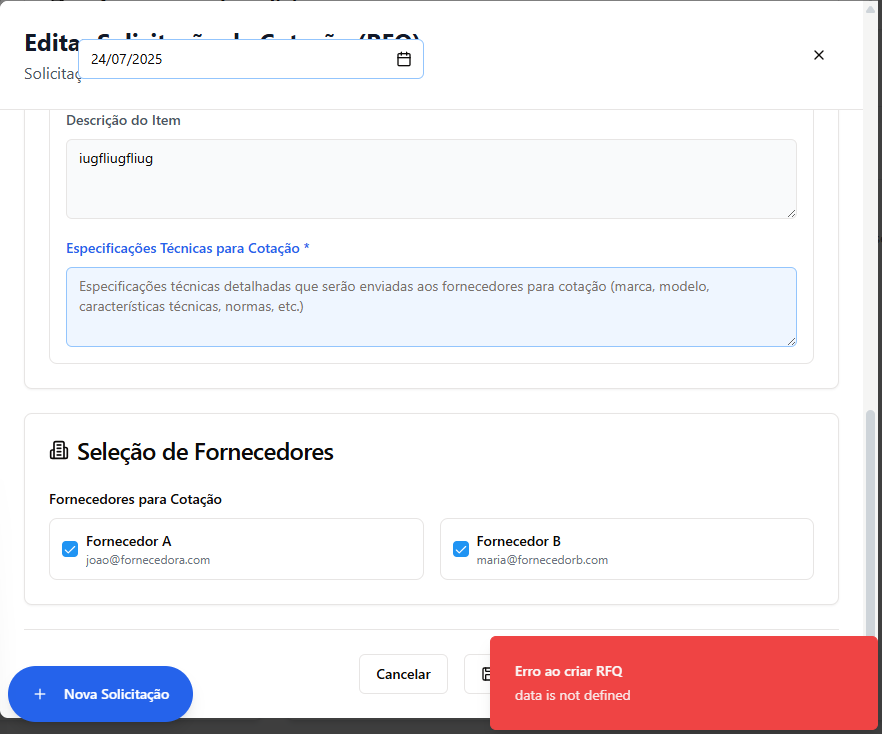 Edita
24/07/2025
Solicitaç
Descrição do Item
iugfliugfliug
Especificações Técnicas para Cotação *
Especificações técnicas detalhadas que serão enviadas aos fornecedores para cotação (marca, modelo,
características técnicas, normas, etc.)
Seleção de Fornecedores
Fornecedores para Cotação
Fornecedor A
joao@fornecedora.com
Fornecedor B
maria@fornecedorb.com
Cancelar
Nova Solicitação
Erro ao criar RFQ
data is not defined